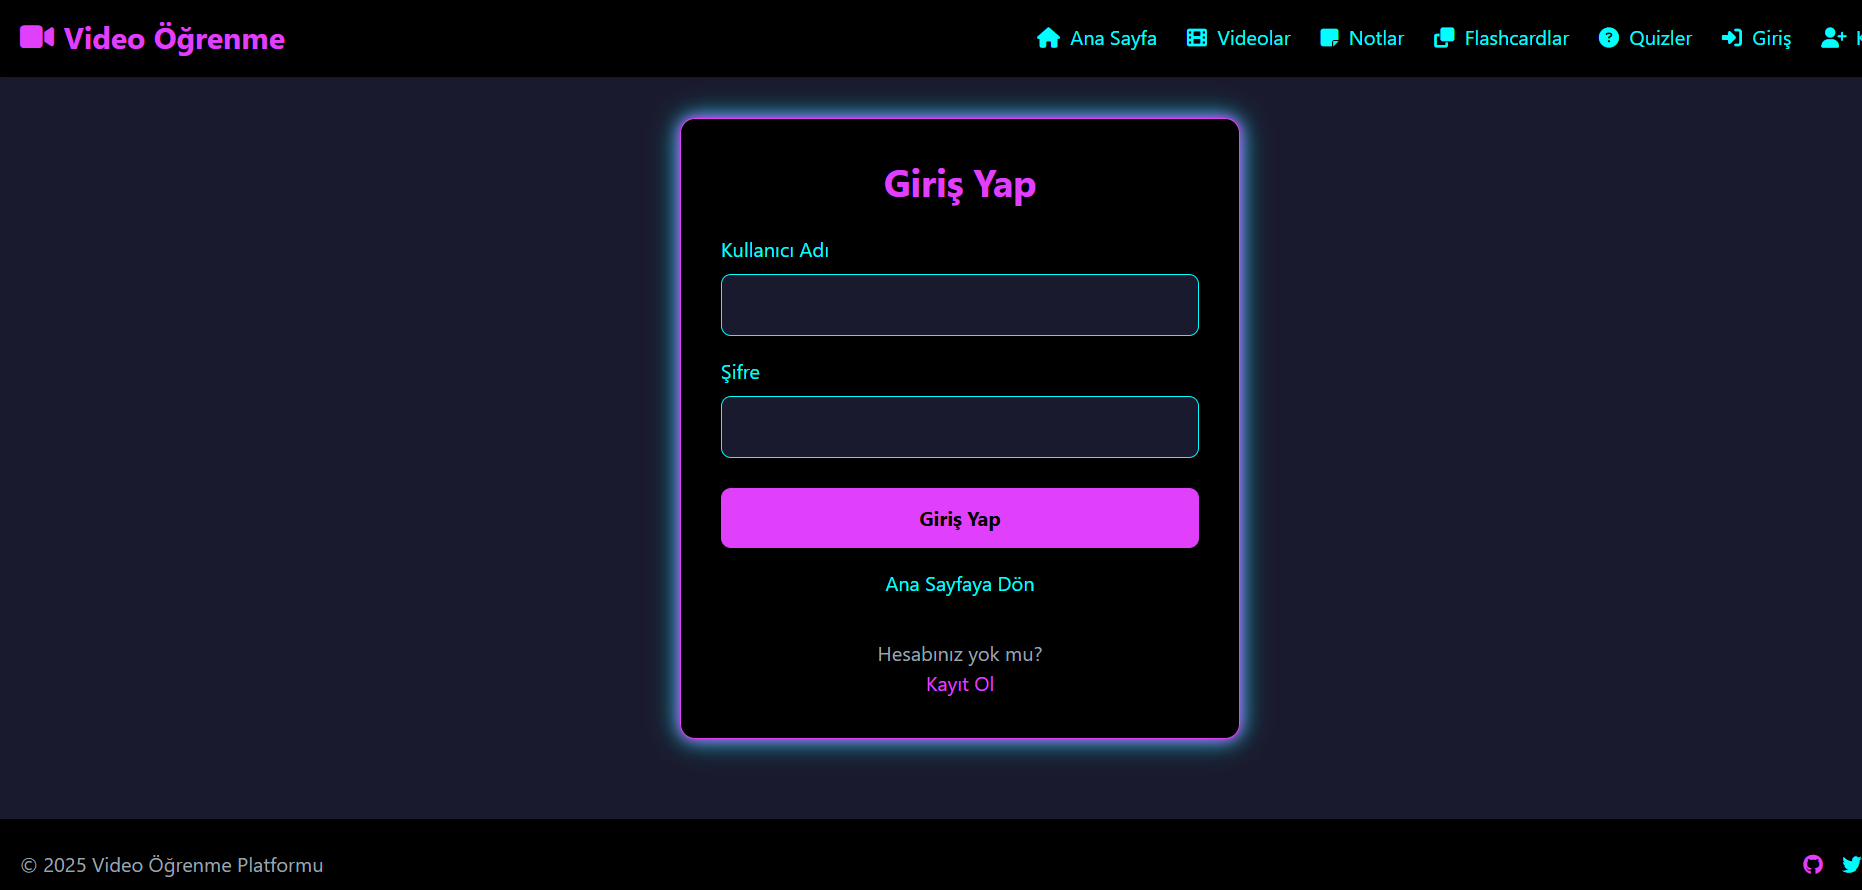 Video Öğrenme
Ana Sayfa Videolar Notlar Flashcardlar Quizler Giriş
Giriş Yap
Kullanıcı Adı
Şifre
Giriş Yap
Ana Sayfaya Dön
Hesabınız yok mu?
Kayıt Ol
© 2025 Video Öğrenme Platformu